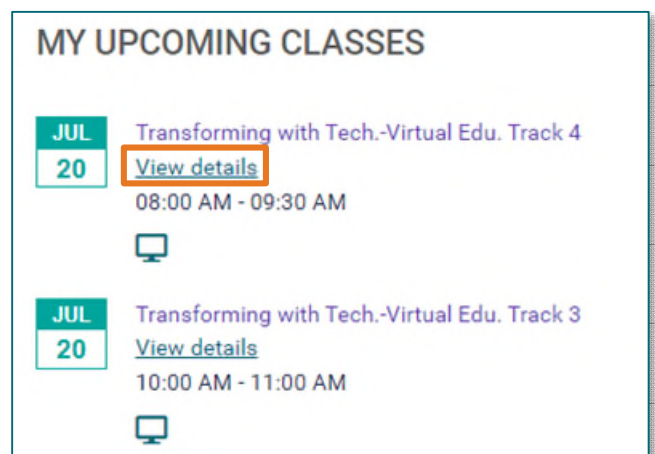 MY UPCOMING CLASSES
JUL
20
Transforming with Tech.-Virtual Edu. Track 4
View details
08:00 AM - 09:30 AM
JUL
20
Transforming with Tech.-Virtual Edu. Track 3
View details
10:00 AM - 11:00 AM